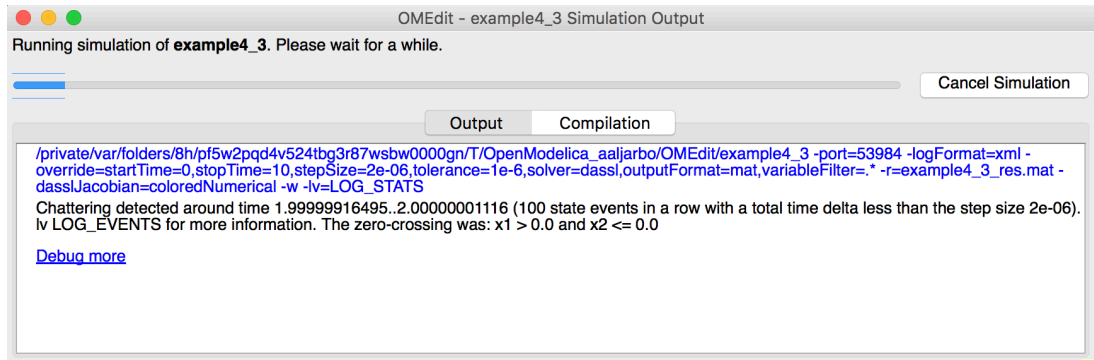 OMEdit - example4_3 Simulation Output
Running simulation of example4_3. Please wait for a while.
Cancel Simulation
Output Compilation
/private/var/folders/8h/pf5w2pqd4v524tbg3r87wsbw0000gn/T/OpenModelica_aaljarbo/OMEdit/example4_3 -port=53984 -logFormat=xml -
override=startTime=0,stopTime=10,stepSize=2e-06,tolerance=1e-6,solver=dassl,outputFormat=mat,variableFilter=.* -r=example4_3_res.mat -
dasslJacobian=coloredNumerical -w -lv=LOG_STATS
Chattering detected around time 1.99999916495..2.00000001116 (100 state events in a row with a total time delta less than the step size 2e-06).
lv LOG_EVENTS for more information. The zero-crossing was: x1 > 0.0 and x2 <= 0.0
Debug more